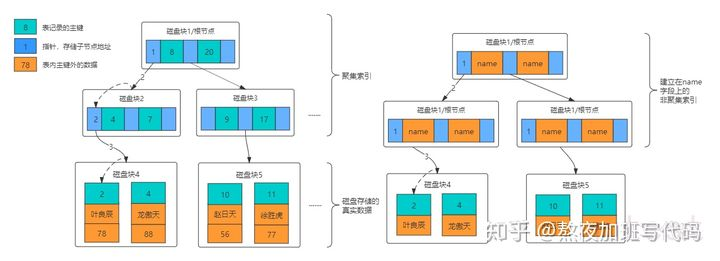 8
表记录的主键
1
指针，存储子节点地址
78
表内主键外的数据
磁盘块1/根节点
1
8
20
2
磁盘块2
2
4
7
磁盘块3
9
17
......
3
磁盘块4
2
4
叶良辰
龙傲天
78
88
磁盘块5
10
11
赵日天
徐胜虎
56
77
......
聚集索引
磁盘存储的
真实数据
磁盘块1/根节点
1
name
name
2
磁盘块1/根节点
1
name
name
磁盘块1/根节点
1
name
name
3
磁盘块4
2
4
叶良辰
龙傲天
磁盘块5
10
11
建立在name
字段上的
非聚集索引
知乎 @熬夜加班写代码